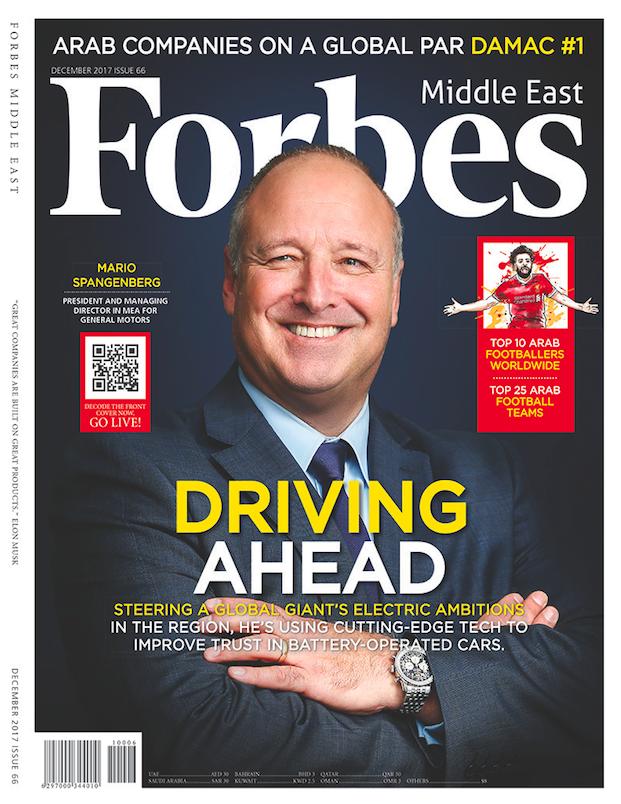 FORBES MIDDLE EAST
"GREAT COMPANIES ARE BUILT ON GREAT PRODUCTS." ELON MUSK
DECEMBER 2017 ISSUE 66
ARAB COMPANIES ON A GLOBAL PAR DAMAC #1
DECEMBER 2017 ISSUE 66
Forbes
Middle East
MARIO
SPANGENBERG
PRESIDENT AND MANAGING
DIRECTOR IN MEA FOR
GENERAL MOTORS
DECODE THE FRONT
COVER NOW,
GO LIVE!
TOP 10 ARAB
FOOTBALLERS
WORLDWIDE
TOP 25 ARAB
FOOTBALL
TEAMS
DRIVING
AHEAD
STEERING A GLOBAL GIANT'S ELECTRIC AMBITIONS
IN THE REGION, HE'S USING CUTTING-EDGE TECH TO
IMPROVE TRUST IN BATTERY-OPERATED CARS.
10006
6297000344010
UAE AED 30 BAHRAIN BHD 3 QATAR QAR 30
SAUDI ARABIA SAR 30 KUWAIT KWD 2.5 OMAN OMR 3 OTHERS $8